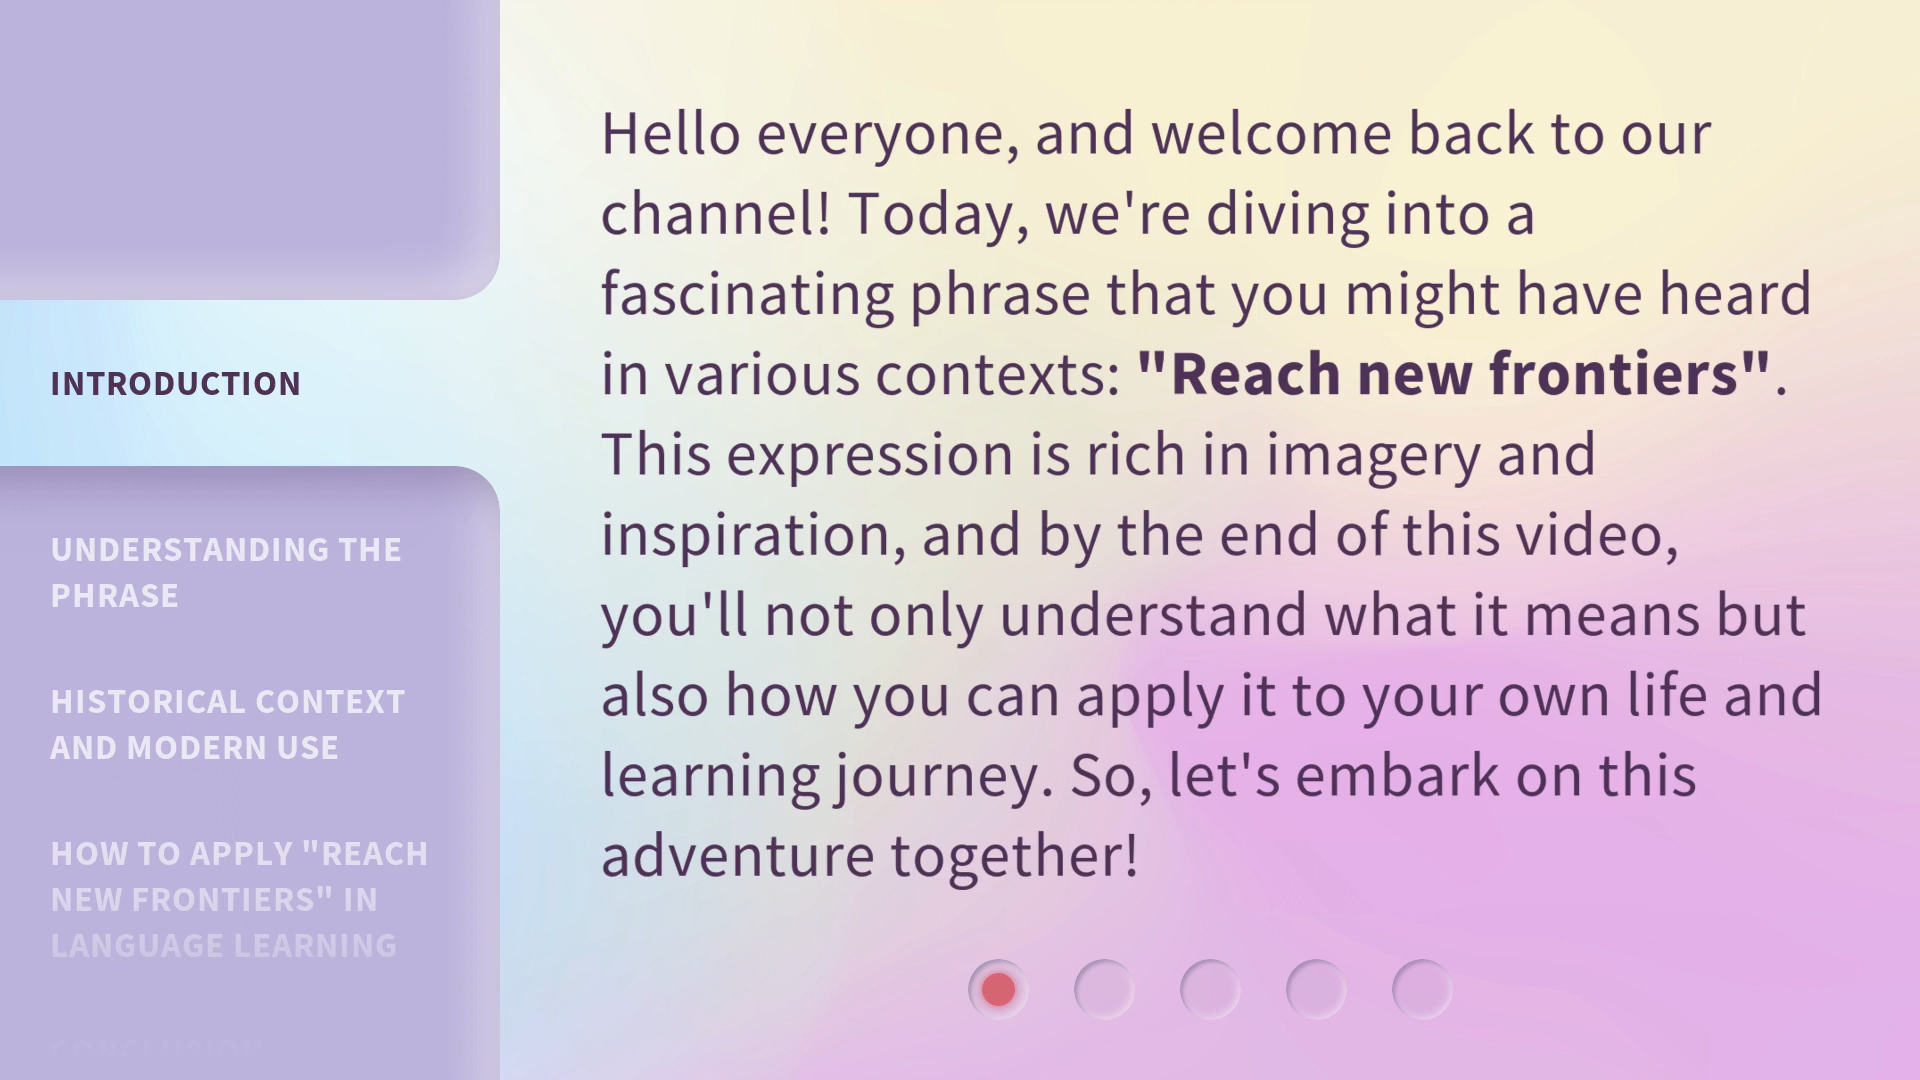 INTRODUCTION
UNDERSTANDING THE
PHRASE
HISTORICAL CONTEXT
AND MODERN USE
HOW TO APPLY "REACH
NEW FRONTIERS" IN
LANGUAGE LEARNING
CONCLUSION
Hello everyone, and welcome back to our
channel! Today, we're diving into a
fascinating phrase that you might have heard
in various contexts: "Reach new frontiers".
This expression is rich in imagery and
inspiration, and by the end of this video,
you'll not only understand what it means but
also how you can apply it to your own life and
learning journey. So, let's embark on this
adventure together!